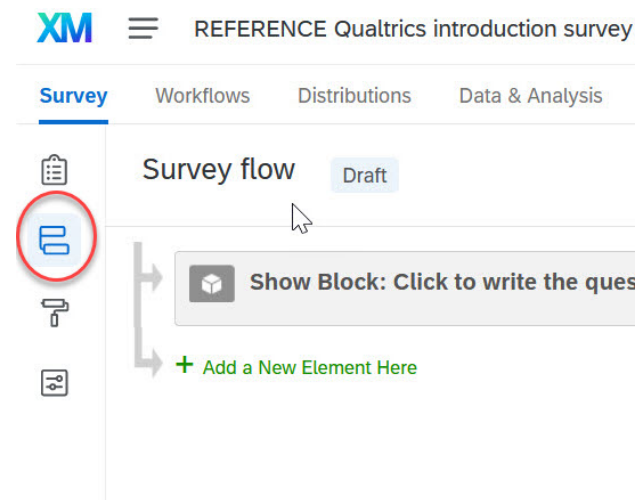 XM REFERENCE Qualtrics introduction survey
Survey Workflows Distributions Data & Analysis
Survey flow Draft
Show Block: Click to write the ques
+ Add a New Element Here